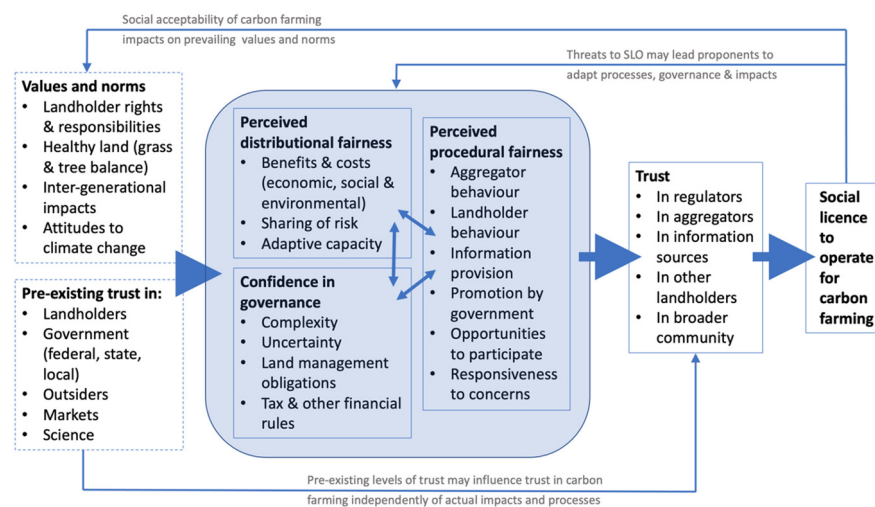 Social acceptability of carbon farming
impacts on prevailing values and norms
Threats to SLO may lead proponents to
adapt processes, governance & impacts
Values and norms
• Landholder rights
& responsibilities
• Healthy land (grass
& tree balance)
• Inter-generational
impacts
• Attitudes to
climate change
Pre-existing trust in:
• Landholders
• Government
(federal, state,
local)
• Outsiders
• Markets
• Science
Perceived
distributional fairness
• Benefits & costs
(economic, social &
environmental)
• Sharing of risk
• Adaptive capacity
Confidence in
governance
• Complexity
• Uncertainty
• Land management
obligations
• Tax & other financial
rules
Perceived
procedural fairness
• Aggregator
behaviour
• Landholder
behaviour
• Information
provision
• Promotion by
government
• Opportunities
to participate
• Responsiveness
to concerns
Trust
• In regulators
• In aggregators
• In information
sources
• In other
landholders
• In broader
community
Social
licence
to
operate
for
carbon
farming
Pre-existing levels of trust may influence trust in carbon
farming independently of actual impacts and processes